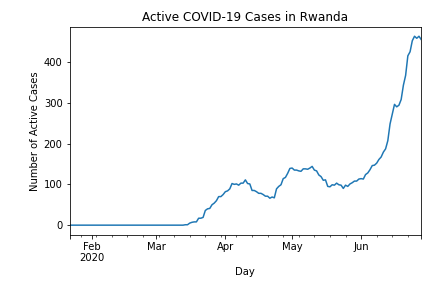 Active COVID-19 Cases in Rwanda
Number of Active Cases
400
300
200
100
0
Feb
2020
Mar
Apr
May
Jun
Day